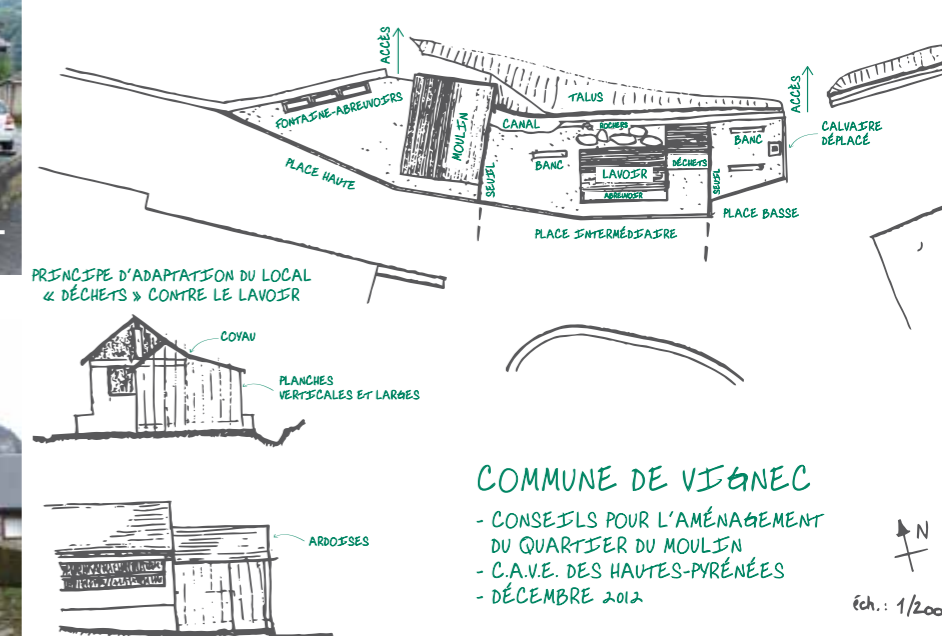 ACCÈS
FONTAINE-ABREUVOIRS
PLACE HAUTE
MOULIN
SEUIL
CANAL
TALUS
ROCHERS
BANC
LAVOIR
ABREUVOIR
DÉCHETS
SEUIL
BANC
ACCÈS
CALVAIRE
DÉPLACÉ
PLACE BASSE
PLACE INTERMÉDIAIRE
PRINCIPE D'ADAPTATION DU LOCAL
« DÉCHETS » CONTRE LE LAVOIR
COYAU
PLANCHES
VERTICALES ET LARGES
ARDOISES
COMMUNE DE VIGNEC
- CONSEILS POUR L'AMÉNAGEMENT
DU QUARTIER DU MOULIN
- C.A.V.E. DES HAUTES-PYRÉNÉES
- DÉCEMBRE 2012
N
éch.: 1/200